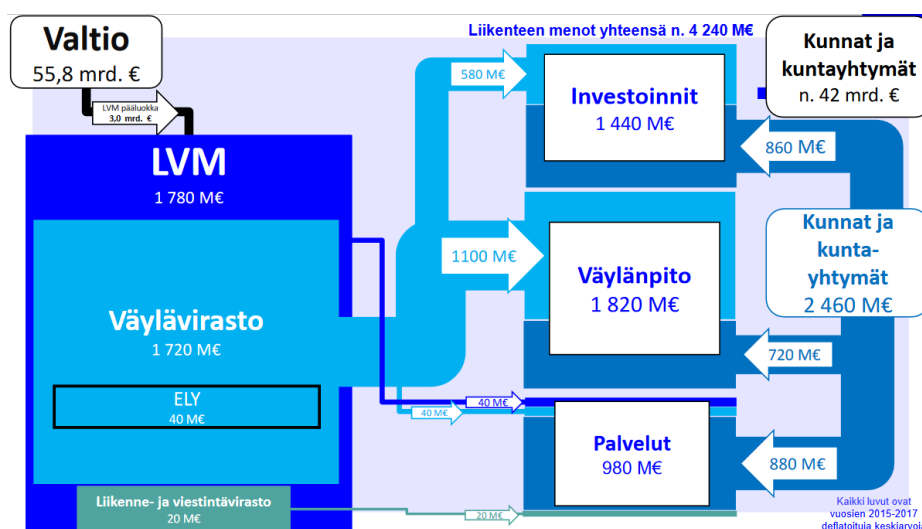 Valtio
55,8 mrd. €
LVM pääluokka
3,0 mrd. €
LVM
1 780 M€
Väylävirasto
1 720 M€
ELY
40 M€
Liikenne- ja viestintävirasto
20 M€
Liikenteen menot yhteensä n. 4 240 M€
580 M€
Investoinnit
1 440 M€
860 M€
1100 M€
Väylänpito
1 820 M€
720 M€
40 M€
40 M€
Palvelut
980 M€
880 M€
20 M€
Kunnat ja
kuntayhtymät
n. 42 mrd. €
Kunnat ja
kunta-
yhtymät
2 460 M€
Kaikki luvut ovat
vuosien 2015-2017
deflatoituja keskiarvoj